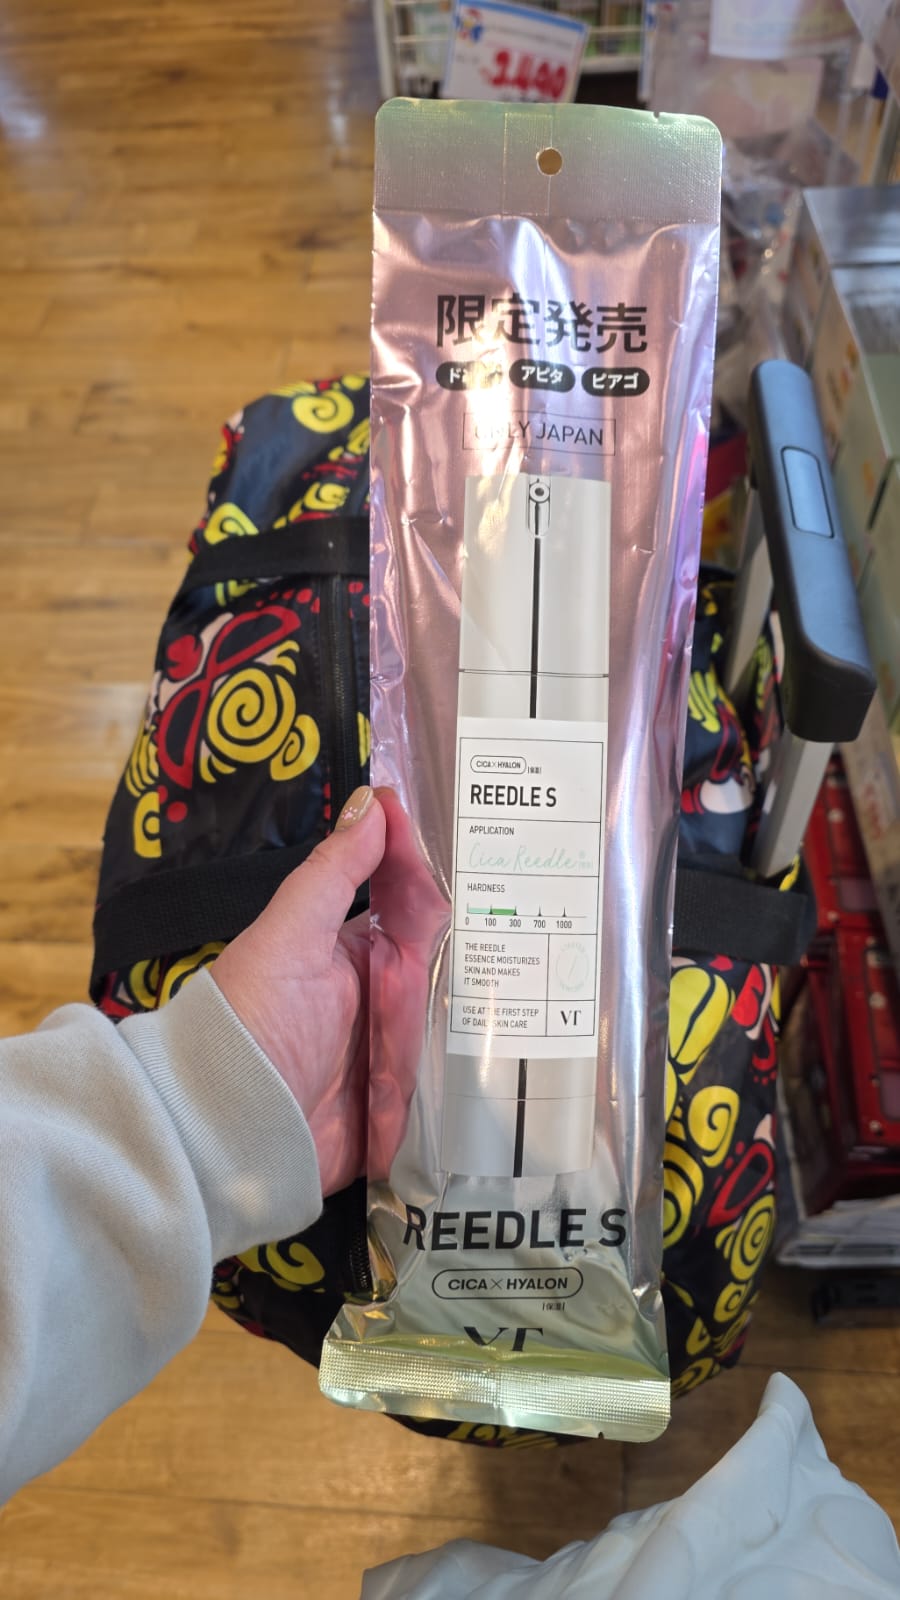 2,490
限定発売
アピタ ピアゴ
ONLY JAPAN
CICA×HYALON
REEDLE S
APPLICATION
Cica Reedle
HARDNESS
0 100 300 700 1000
THE REEDLE
ESSENCE MOISTURIZES
SKIN AND MAKES
IT SMOOTH
USE AT THE FIRST STEP
OF DAILY SKIN CARE
VT
REEDLE S
CICA×HYALON
VT